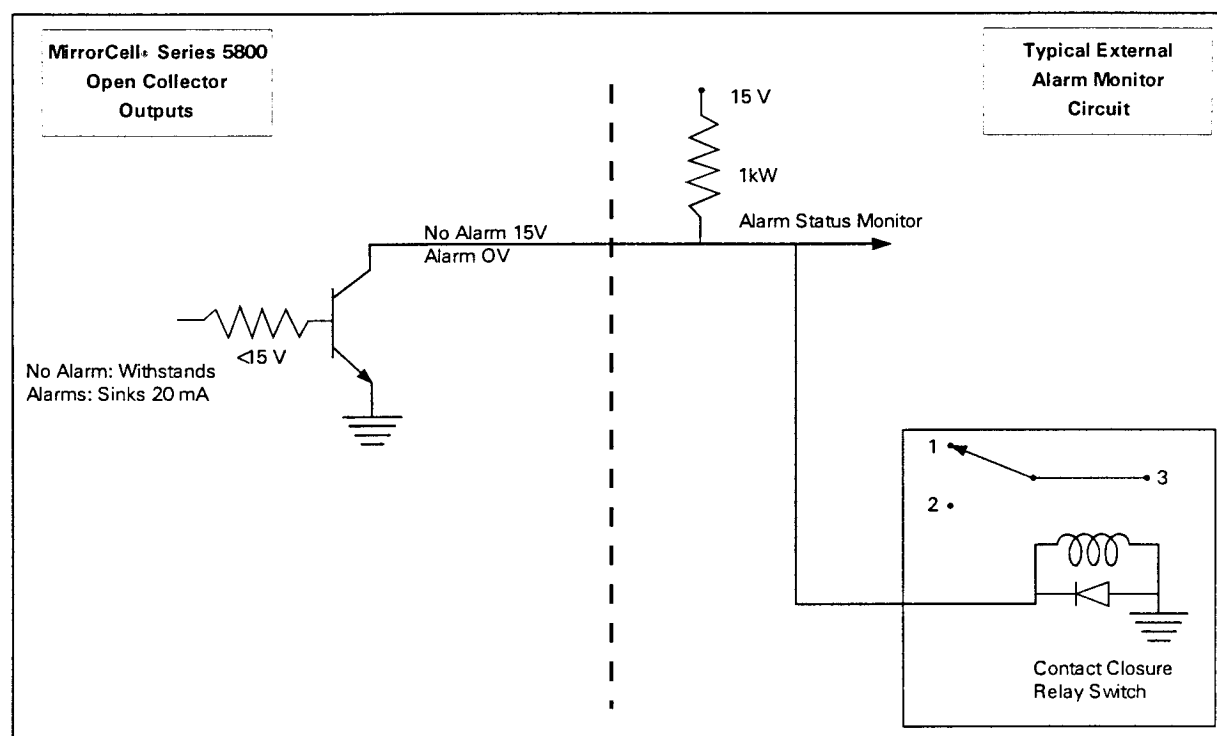 MirrorCell® Series 5800
Open Collector
Outputs
Typical External
Alarm Monitor
Circuit
15 V
1kW
Alarm Status Monitor
No Alarm 15V
Alarm 0V
<15 V
No Alarm: Withstands
Alarms: Sinks 20 mA
1
3
2
Contact Closure
Relay Switch